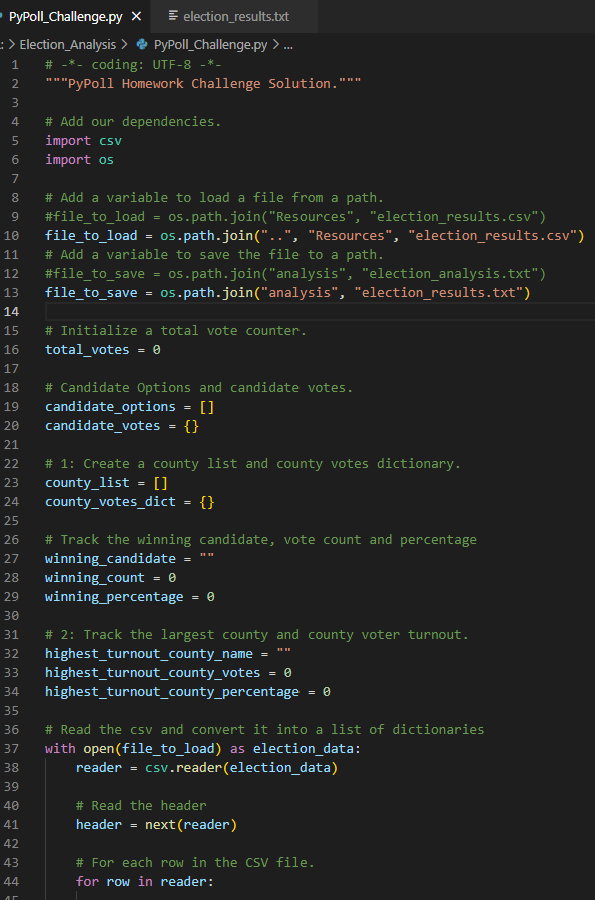 PyPoll_Challenge.py × election_results.txt
: > Election_Analysis > PyPoll_Challenge.py > ...
1 # -*- coding: UTF-8 -*-
2 """PyPoll Homework Challenge Solution."""
3
4 # Add our dependencies.
5 import csv
6 import os
7
8 # Add a variable to load a file from a path.
9 #file_to_load = os.path.join("Resources", "election_results.csv")
10 file_to_load = os.path.join("..", "Resources", "election_results.csv")
11 # Add a variable to save the file to a path.
12 #file_to_save = os.path.join("analysis", "election_analysis.txt")
13 file_to_save = os.path.join("analysis", "election_results.txt")
14
15 # Initialize a total vote counter.
16 total_votes = 0
17
18 # Candidate Options and candidate votes.
19 candidate_options = []
20 candidate_votes = {}
21
22 # 1: Create a county list and county votes dictionary.
23 county_list = []
24 county_votes_dict = {}
25
26 # Track the winning candidate, vote count and percentage
27 winning_candidate = ""
28 winning_count = 0
29 winning_percentage = 0
30
31 # 2: Track the largest county and county voter turnout.
32 highest_turnout_county_name = ""
33 highest_turnout_county_votes = 0
34 highest_turnout_county_percentage = 0
35
36 # Read the csv and convert it into a list of dictionaries
37 with open(file_to_load) as election_data:
38 reader = csv.reader(election_data)
39
40 # Read the header
41 header = next(reader)
42
43 # For each row in the CSV file.
44 for row in reader: